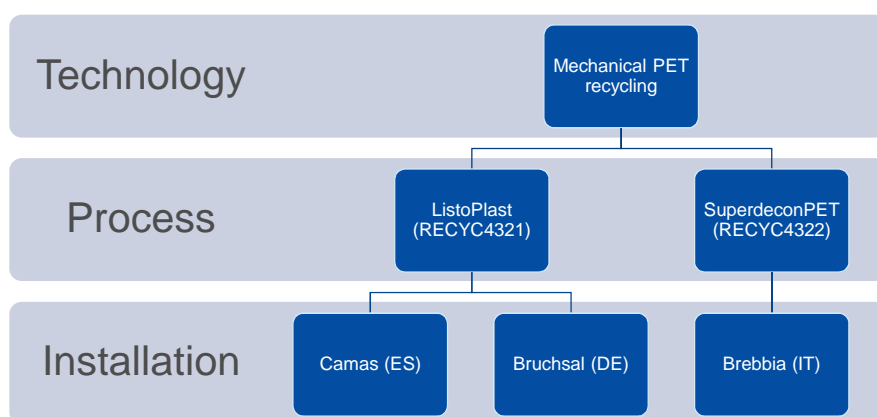 Technology
Mechanical PET
recycling
Process
ListoPlast
(RECYC4321)
SuperdeconPET
(RECYC4322)
Installation
Camas (ES)
Bruchsal (DE)
Brebbia (IT)